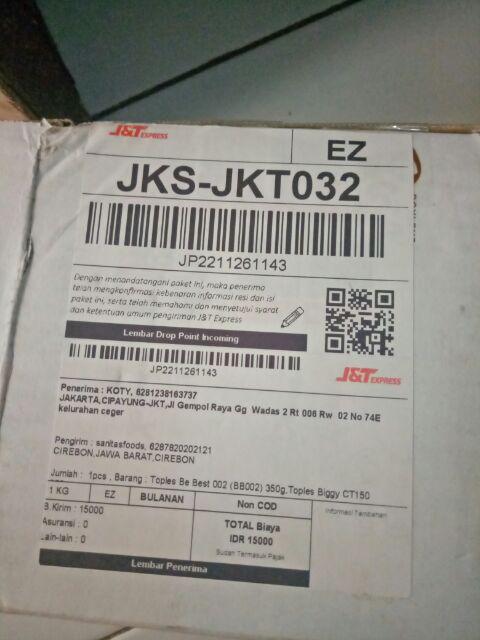 J&T EXPRESS
EZ
JKS-JKT032
JP2211261143
Dengan menandatangani paket ini, maka penerima
telah mengkonfirmasi kebenaran informasi resi dan isi
paket ini, serta telah memahami dan menyetujui syarat
dan ketentuan umum pengiriman J&T Express
Lembar Drop Point Incoming
JP2211261143
J&T EXPRESS
Penerima : KOTY, 6281238163737
JAKARTA,CIPAYUNG-JKT,Jl Gempol Raya Gg Wadas 2 Rt 006 Rw 02 No 74E
kelurahan ceger
Pengirim : sanitasfoods, 6287820202121
CIREBON,JAWA BARAT,CIREBON
Jumlah : 1pcs , Barang : Toples Be Best 002 (BB002) 350g,Toples Biggy CT150
1 KG EZ BULANAN Non COD Informasi Tambahan
B.Kirim : 15000
Asuransi : 0
Lain-lain : 0
TOTAL Biaya
IDR 15000
Sudah Termasuk Pajak
Lembar Penerima